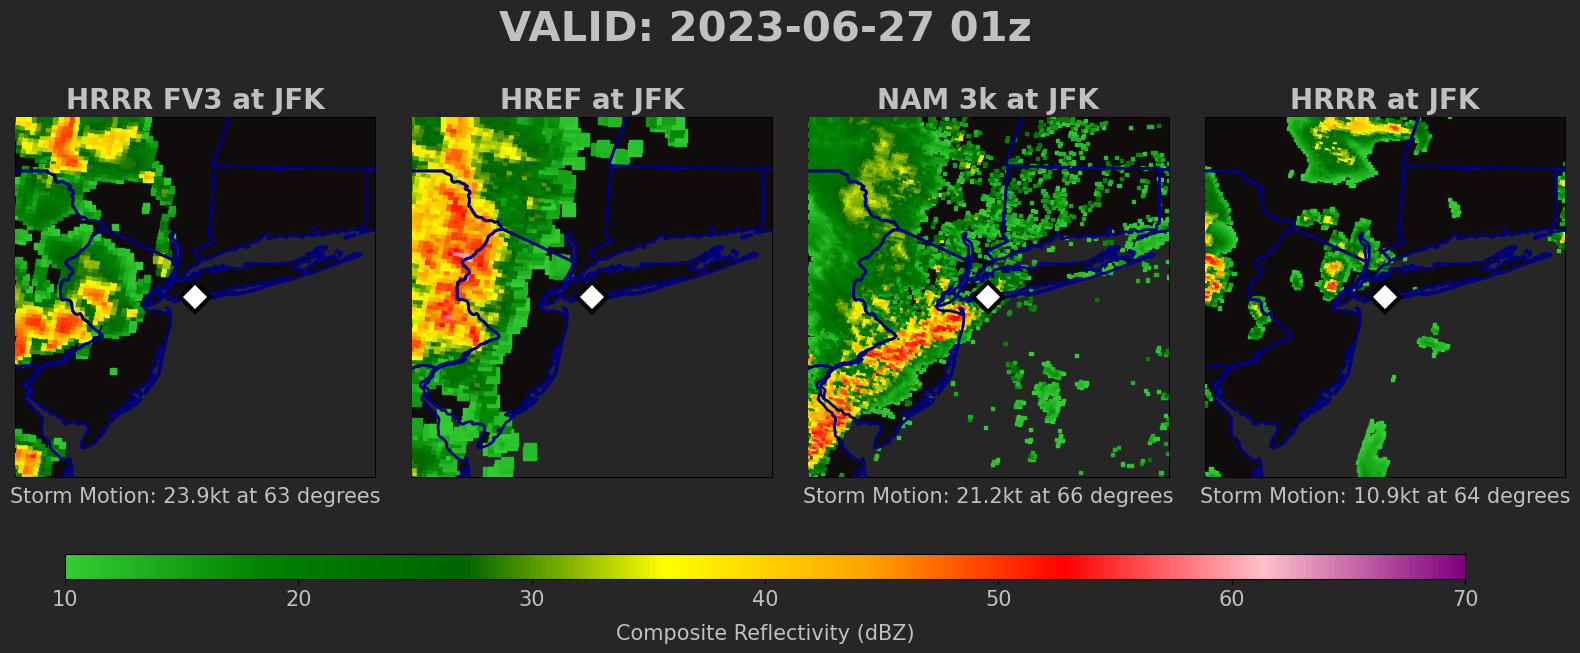 VALID: 2023-06-27 01z
HRRR FV3 at JFK
HREF at JFK
NAM 3k at JFK
HRRR at JFK
Storm Motion: 23.9kt at 63 degrees
Storm Motion: 21.2kt at 66 degrees
Storm Motion: 10.9kt at 64 degrees
10 20 30 40 50 60 70
Composite Reflectivity (dBZ)